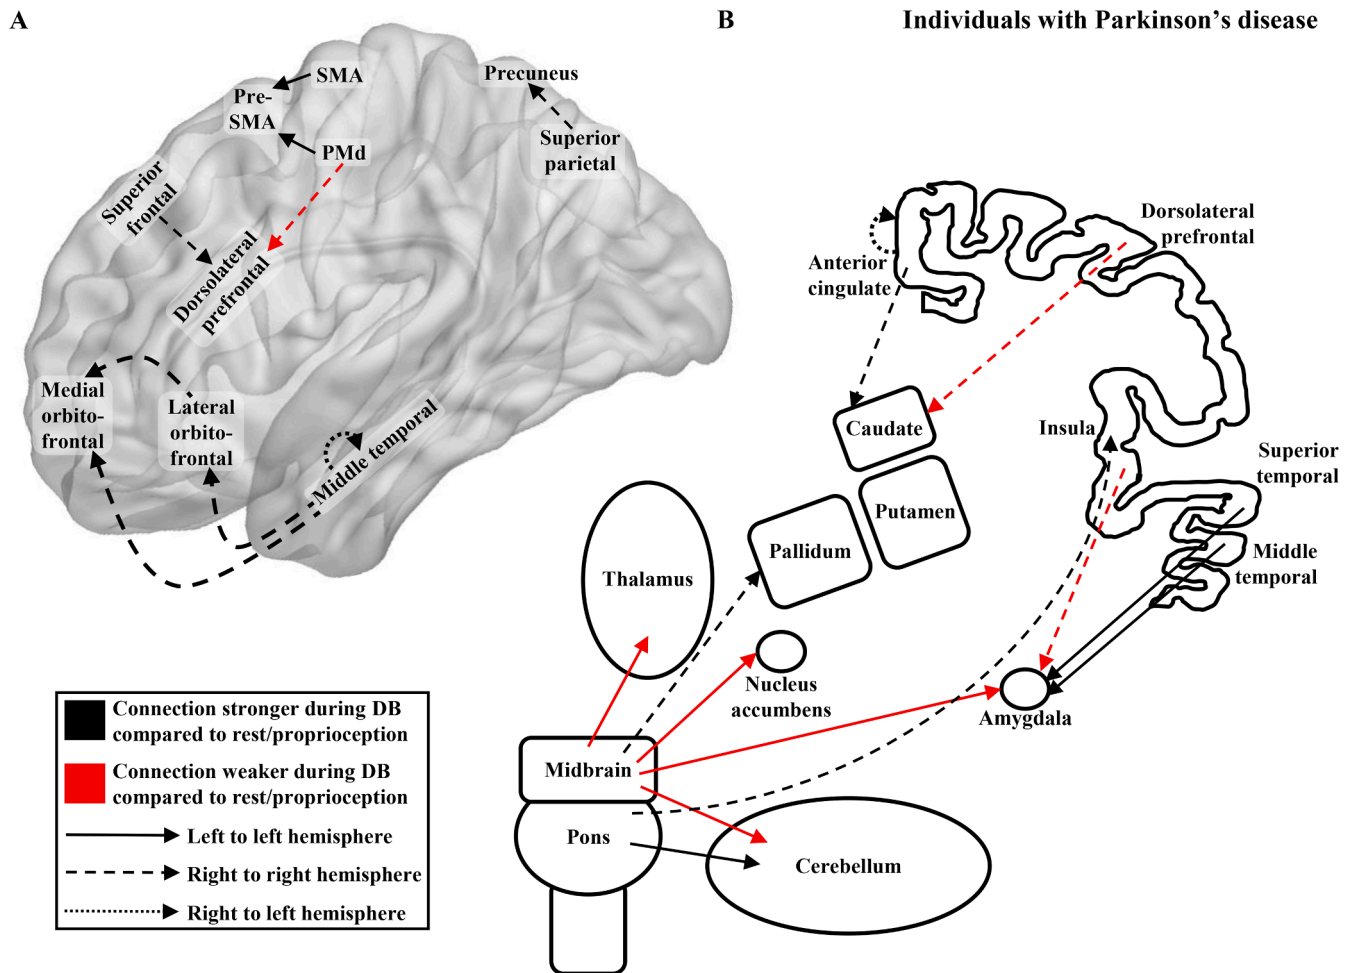 A
B
Individuals with Parkinson’s disease
SMA
Pre-
SMA
PMd
Precuneus
Superior
parietal
Superior
frontal
Dorsolateral
prefrontal
Medial
orbito-
frontal
Lateral
orbito-
frontal
Middle temporal
Dorsolateral
prefrontal
Anterior
cingulate
Caudate
Insula
Superior
temporal
Putamen
Pallidum
Middle
temporal
Thalamus
Nucleus
accumbens
Amygdala
Midbrain
Pons
Cerebellum
Connection stronger during DB
compared to rest/proprioception
Connection weaker during DB
compared to rest/proprioception
Left to left hemisphere
Right to right hemisphere
Right to left hemisphere